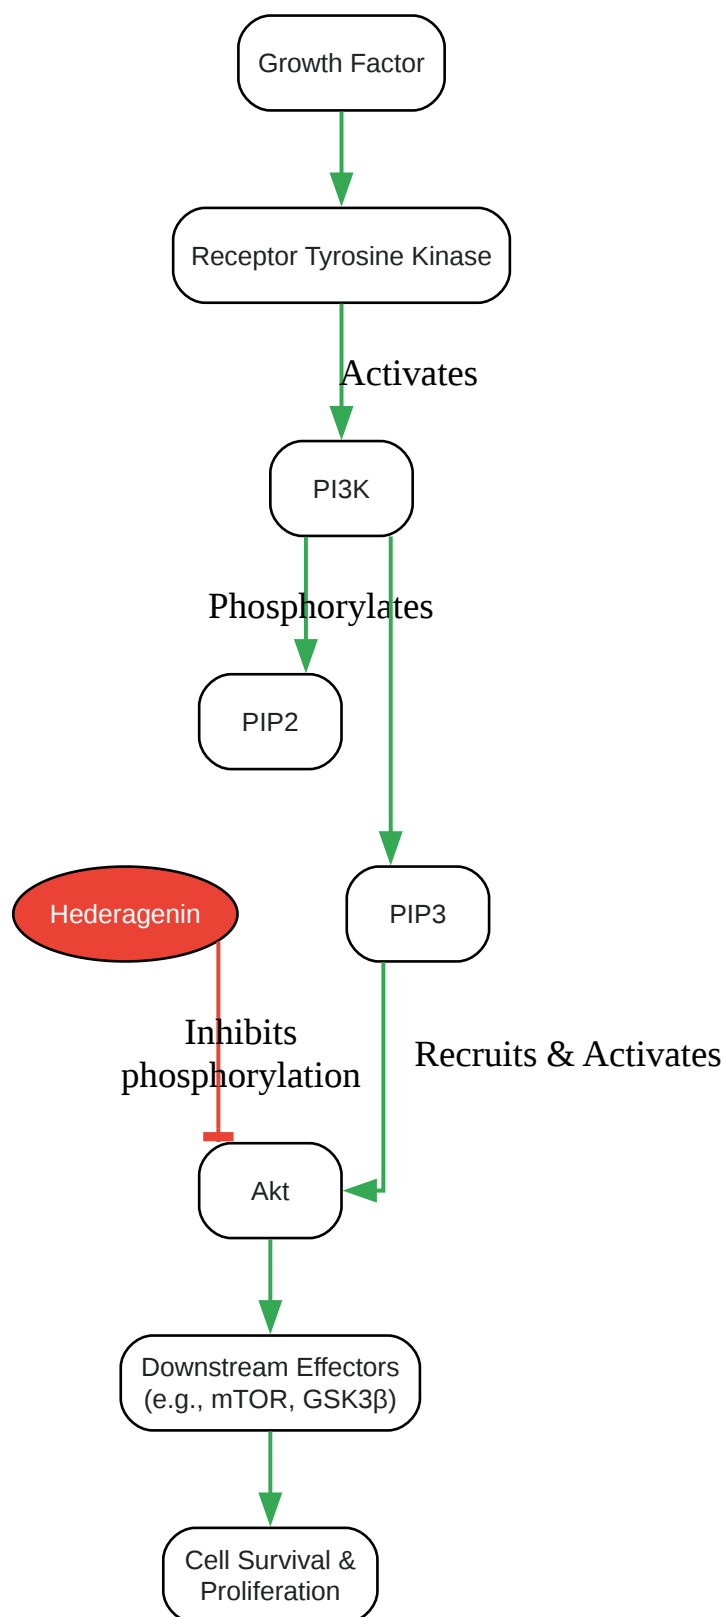 Growth Factor
Receptor Tyrosine Kinase
Activates
PI3K
Phosphorylates
PIP2
Hederagenin
PIP3
Inhibits
phosphorylation
Recruits & Activates
Akt
Downstream Effectors
(e.g., mTOR, GSK3β)
Cell Survival &
Proliferation